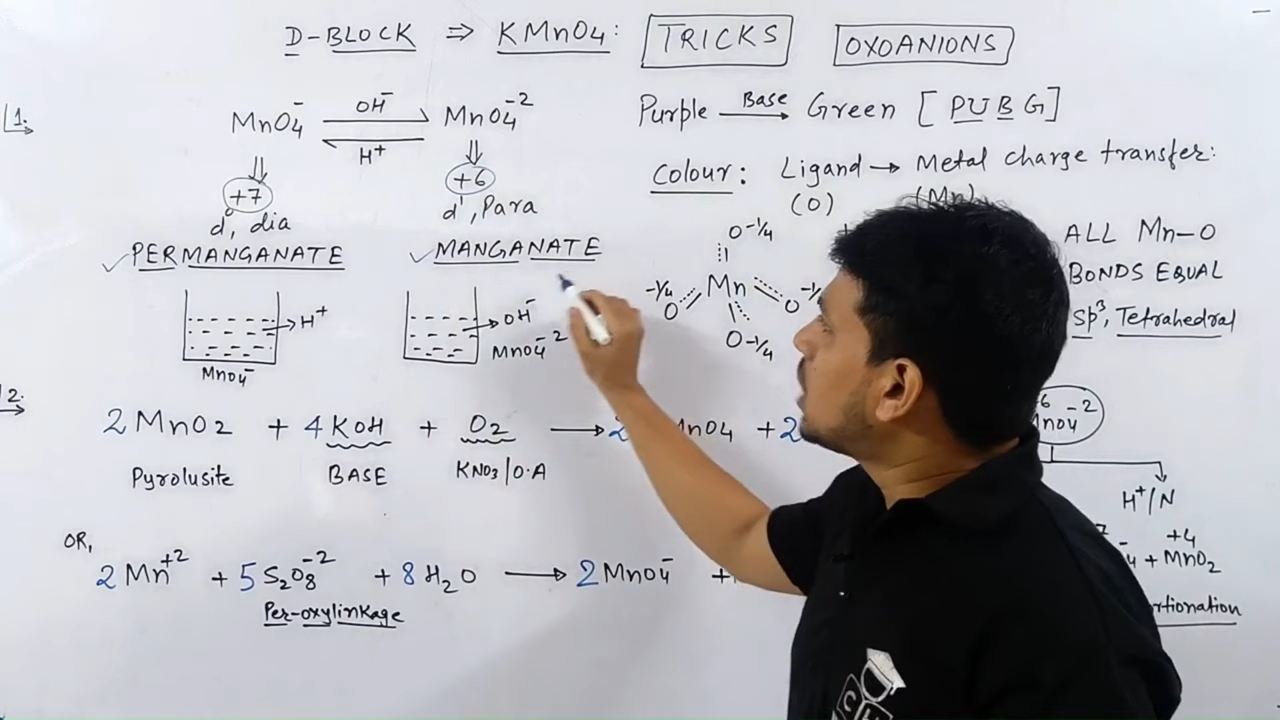 D-BLOCK ⇒ KMnO4: TRICKS OXOANIONS
1.
MnO4⁻ OH⁻ H⁺ MnO4⁻²
+7 +6
d⁰, dia d¹, Para
PERMANGANATE MANGANATE
H⁺ OH⁻
MnO4⁻ MnO4⁻²
Purple Base → Green [PUBG]
Colour: Ligand → Metal charge transfer:
(O) (Mn)
O-1/4
-1/4 O Mn O
O-1/4
ALL Mn-O
BONDS EQUAL
Sp³, Tetrahedral
2.
2MnO2 + 4KOH + O2 → 2 MnO4 + 2
Pyrolusite BASE KNO3/O.A
OR,
2Mn⁺² + 5S2O8⁻² + 8H2O → 2MnO4⁻ +
Per-oxylinkage
6
MnO4⁻²
H⁺/N
+4
+ MnO2